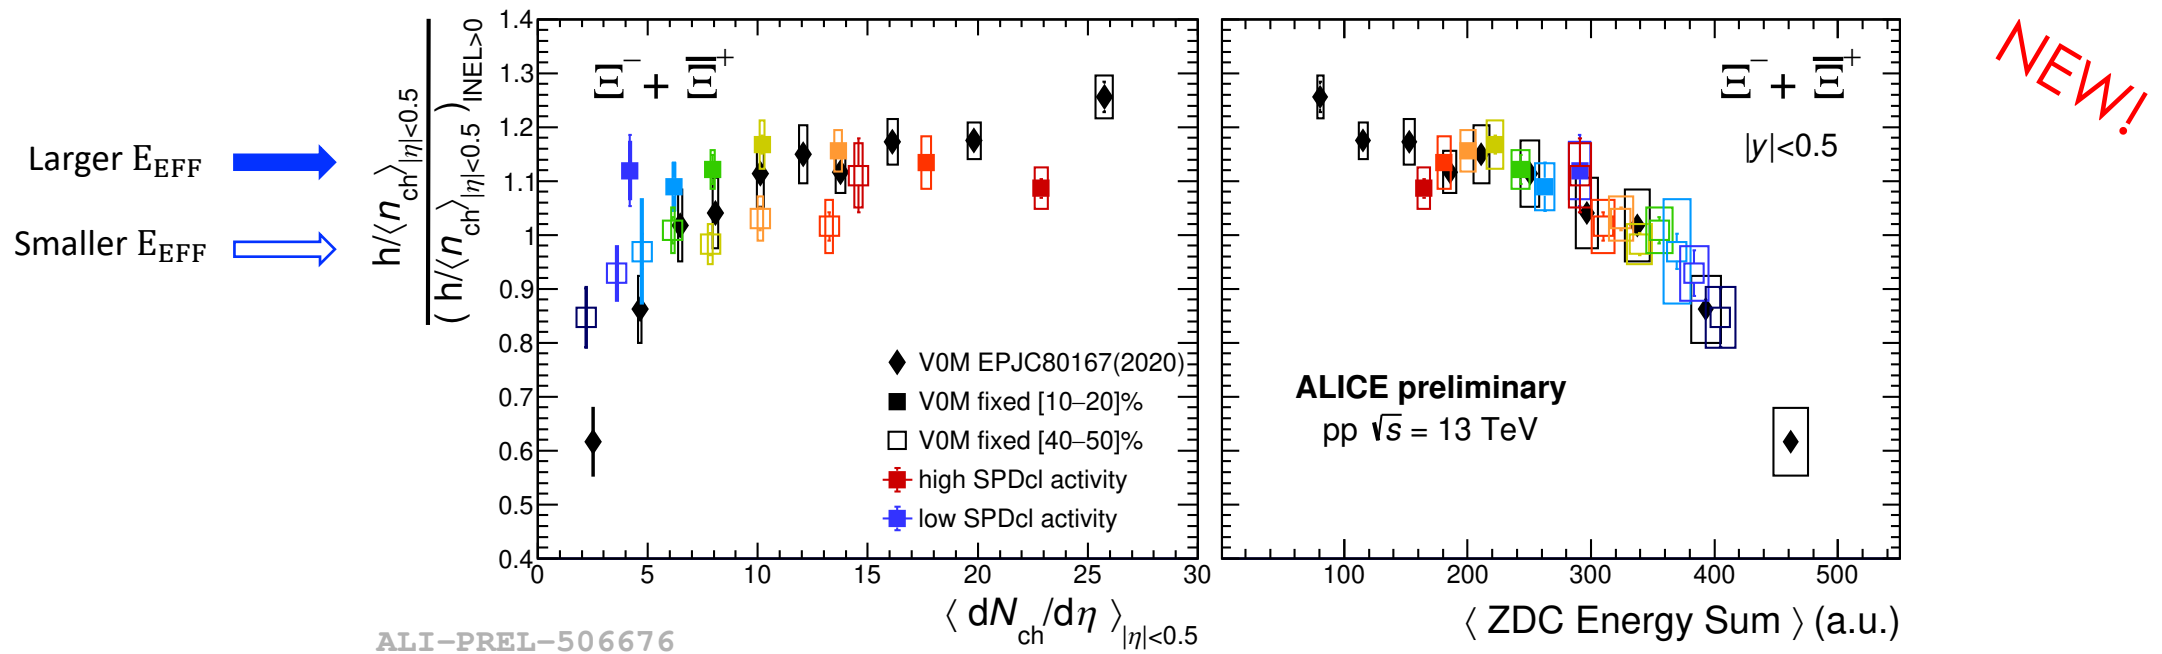 NEW!
Larger E_EFF
Smaller E_EFF
h/⟨n_ch⟩_|η|<0.5
( h/⟨n_ch⟩_|η|<0.5 )_INEL>0
1.4
1.3
1.2
1.1
1
0.9
0.8
0.7
0.6
0.5
0.4
Ξ⁻ + Ξ̅⁺
V0M EPJC80167(2020)
V0M fixed [10–20]%
V0M fixed [40–50]%
high SPDcl activity
low SPDcl activity
0 5 10 15 20 25 30
⟨ dN_ch/dη ⟩_|η|<0.5
Ξ⁻ + Ξ̅⁺
|y|<0.5
ALICE preliminary
pp √s = 13 TeV
100 200 300 400 500
⟨ ZDC Energy Sum ⟩ (a.u.)
ALI-PREL-506676